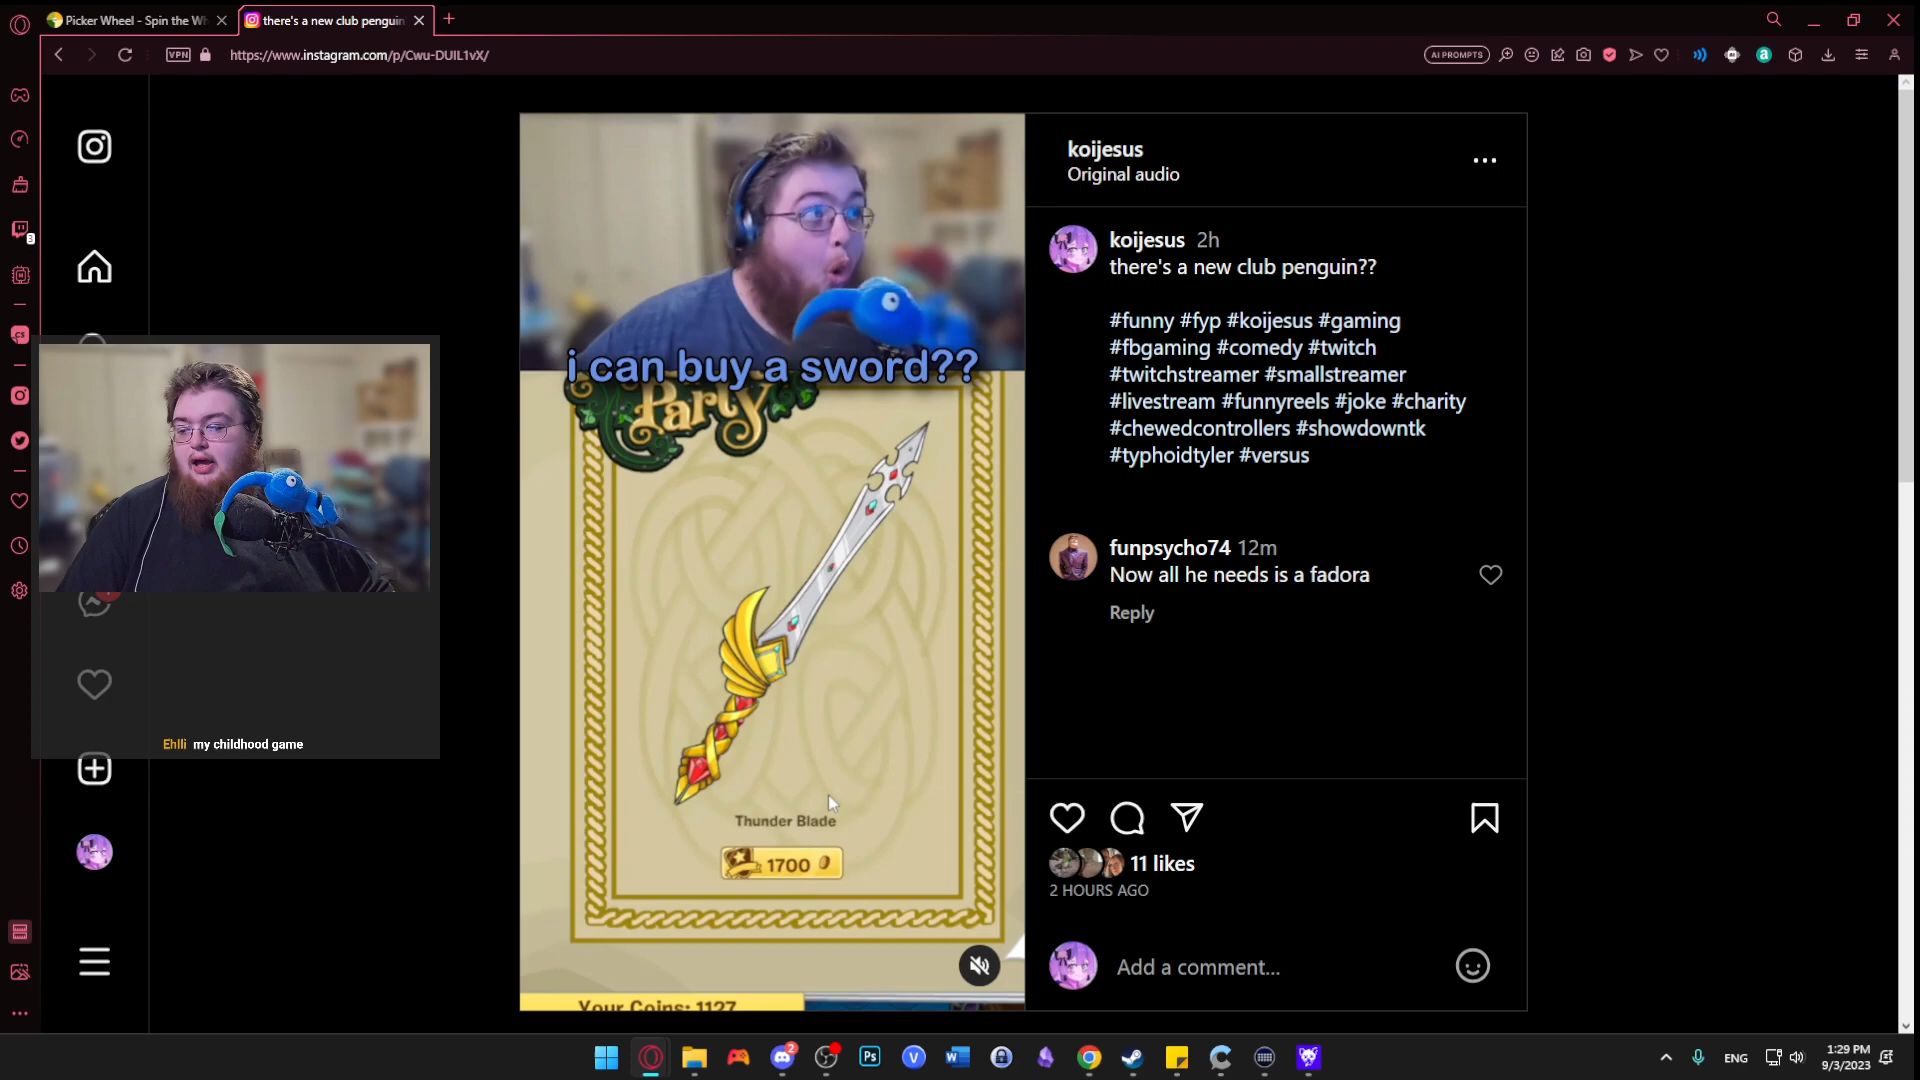 Picker Wheel - Spin the Wh
there's a new club penguin
VPN
https://www.instagram.com/p/Cwu-DUIL1vX/
AI PROMPTS
3
koijesus
Original audio
koijesus 2h
there's a new club penguin??
#funny #fyp #koijesus #gaming
#fbgaming #comedy #twitch
#twitchstreamer #smallstreamer
#livestream #funnyreels #joke #charity
#chewedcontrollers #showdowntk
#typhoidtyler #versus
funpsycho74 12m
Now all he needs is a fadora
Reply
i can buy a sword??
Party
Thunder Blade
1700
Your Coins: 1127
Ehlli my childhood game
11 likes
2 HOURS AGO
Add a comment...
2
Ps
V
W
ENG
1:29 PM
9/3/2023